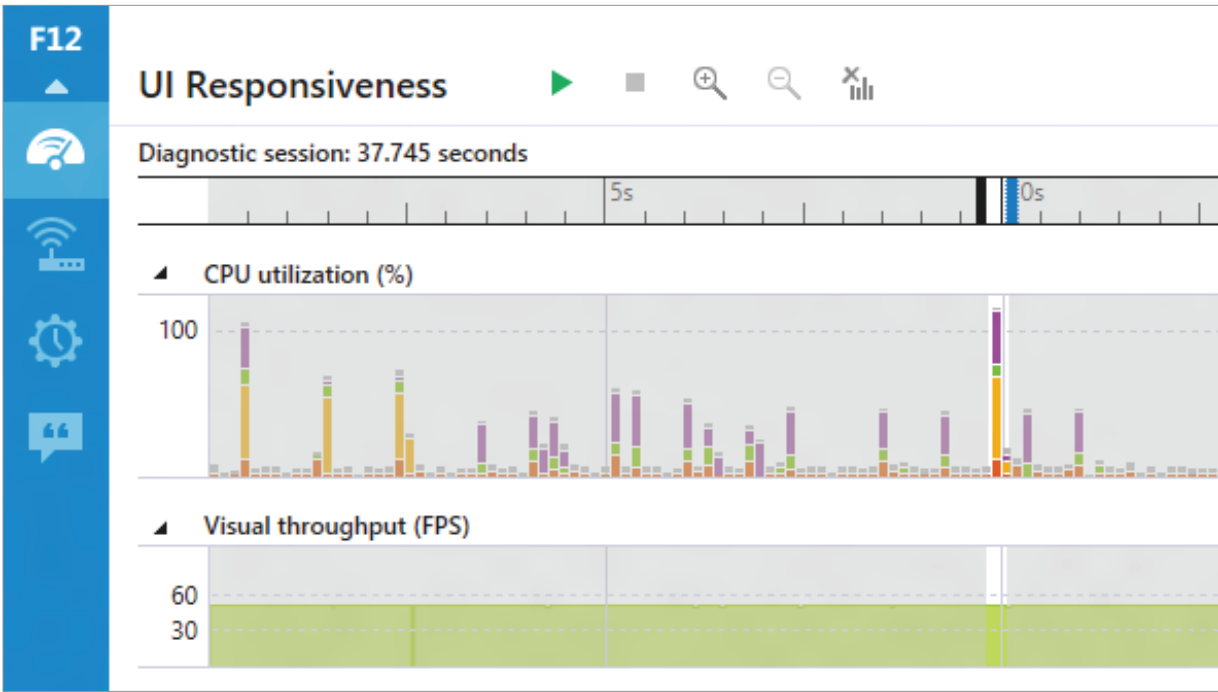 F12
UI Responsiveness
Diagnostic session: 37.745 seconds
5s
0s
CPU utilization (%)
100
Visual throughput (FPS)
60
30